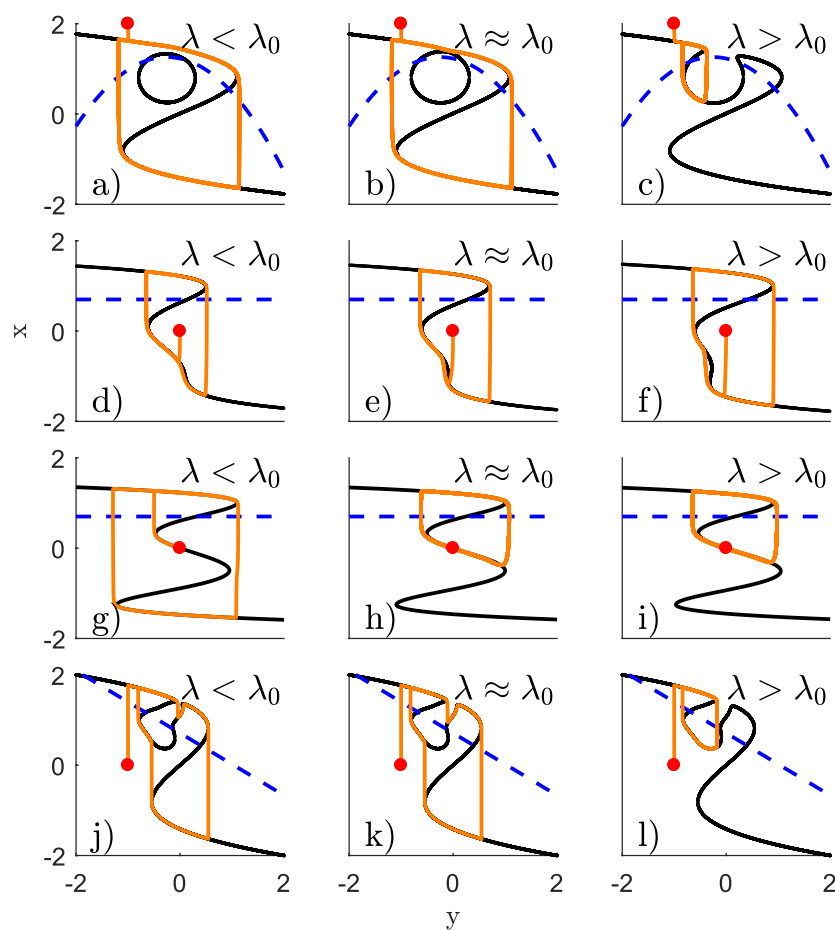 2
λ < λ₀
λ ≈ λ₀
λ > λ₀
0
a)
b)
c)
-2
2
λ < λ₀
λ ≈ λ₀
λ > λ₀
x
0
d)
e)
f)
-2
2
λ < λ₀
λ ≈ λ₀
λ > λ₀
0
g)
h)
i)
-2
2
λ < λ₀
λ ≈ λ₀
λ > λ₀
0
j)
k)
l)
-2
-2 0 2
-2 0 2
-2 0 2
y